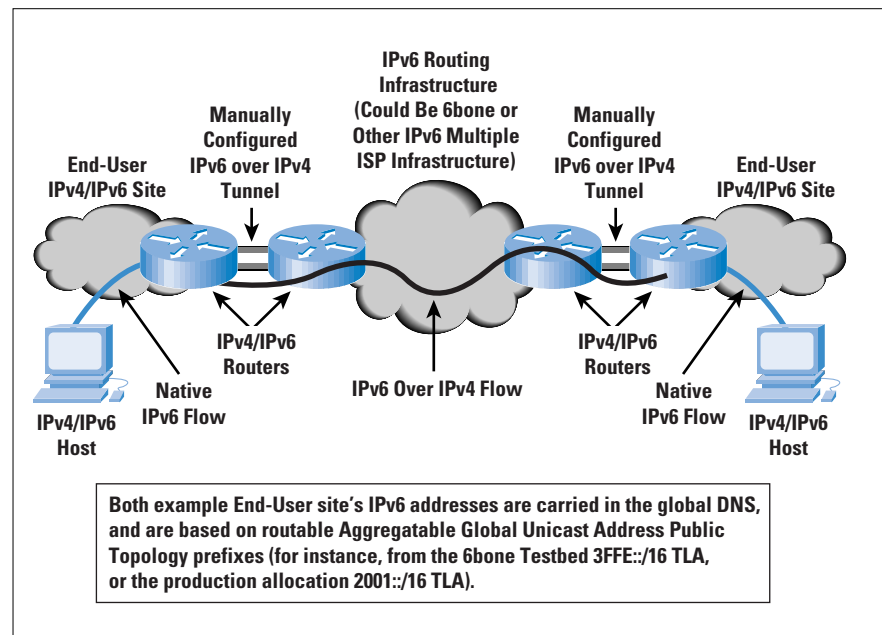 IPv6 Routing
Infrastructure
(Could Be 6bone or
Other IPv6 Multiple
ISP Infrastructure)
Manually
Configured
IPv6 over IPv4
Tunnel
Manually
Configured
IPv6 over IPv4
Tunnel
End-User
IPv4/IPv6 Site
End-User
IPv4/IPv6 Site
IPv4/IPv6
Routers
IPv4/IPv6
Routers
IPv6 Over IPv4 Flow
Native
IPv6 Flow
Native
IPv6 Flow
IPv4/IPv6
Host
IPv4/IPv6
Host
Both example End-User site's IPv6 addresses are carried in the global DNS,
and are based on routable Aggregatable Global Unicast Address Public
Topology prefixes (for instance, from the 6bone Testbed 3FFE::/16 TLA,
or the production allocation 2001::/16 TLA).